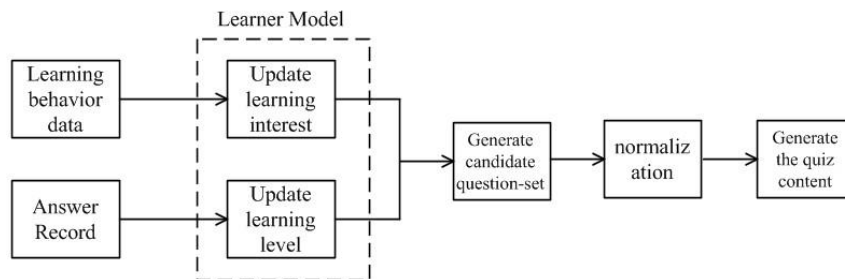 Learner Model
Learning
behavior
data
Update
learning
interest
Generate
candidate
question-set
normaliz
ation
Generate
the quiz
content
Answer
Record
Update
learning
level